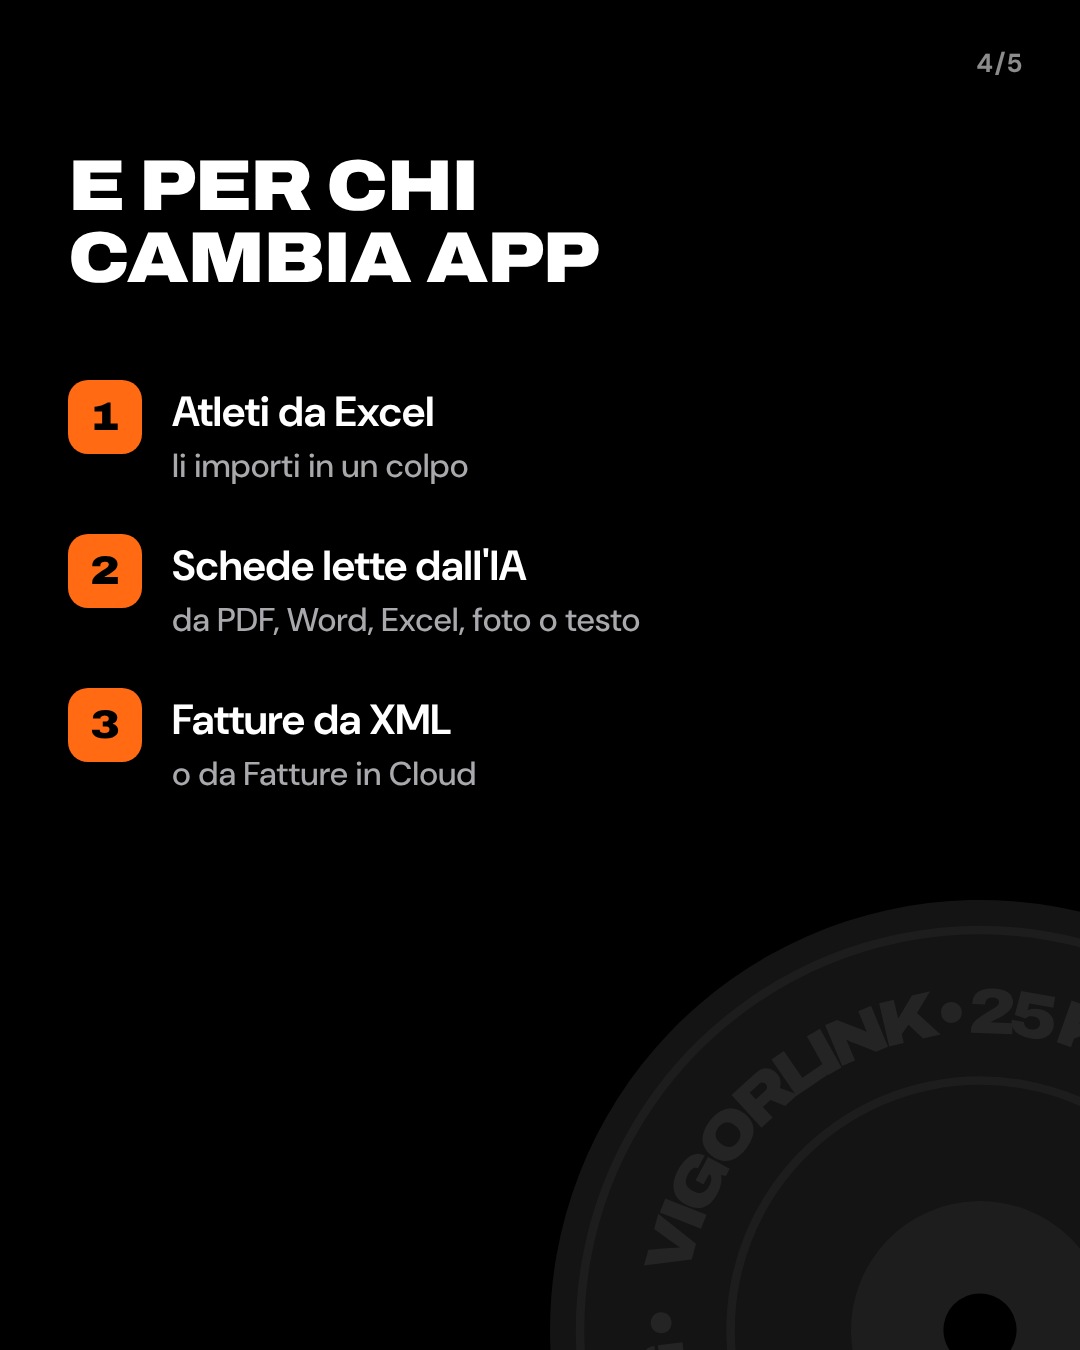 4/5
E PER CHI
CAMBIA APP
1
Atleti da Excel
li importi in un colpo
2
Schede lette dall'IA
da PDF, Word, Excel, foto o testo
3
Fatture da XML
o da Fatture in Cloud
VIGORLINK • 25